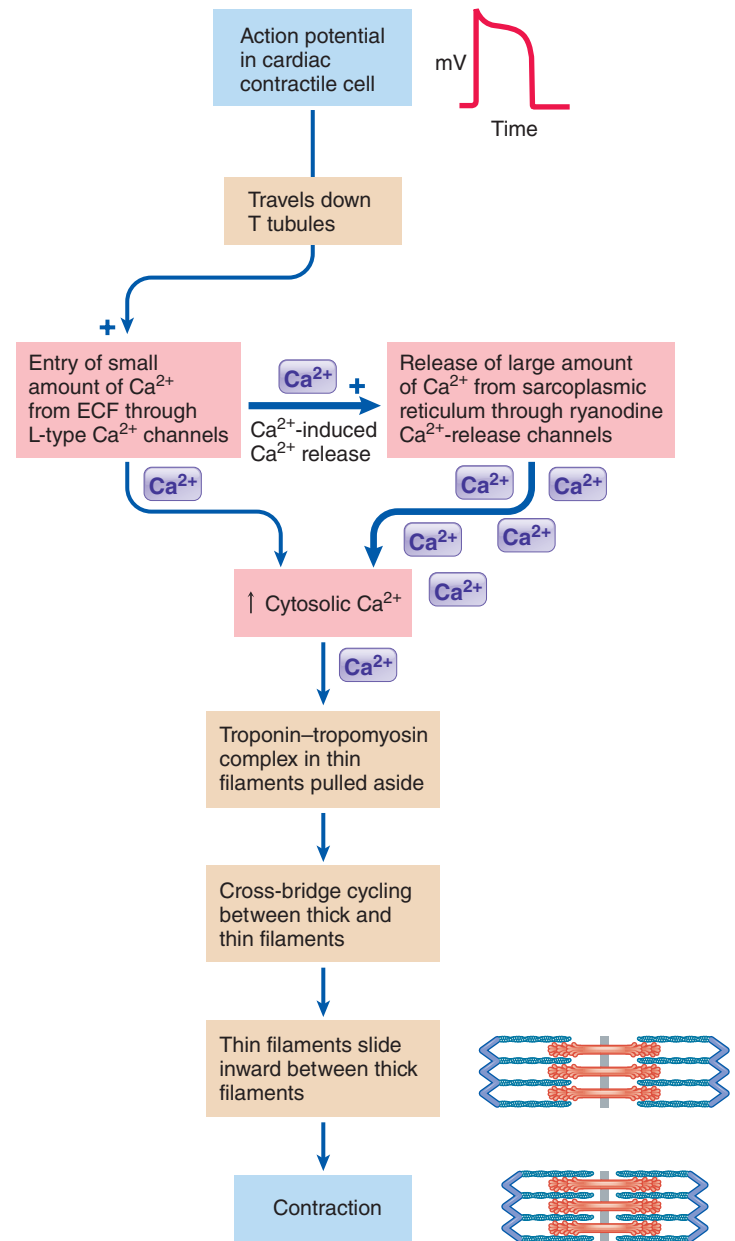 Action potential
in cardiac
contractile cell
mV
Time
Travels down
T tubules
+
Entry of small
amount of Ca²⁺
from ECF through
L-type Ca²⁺ channels
Ca²⁺
+
Ca²⁺-induced
Ca²⁺ release
Release of large amount
of Ca²⁺ from sarcoplasmic
reticulum through ryanodine
Ca²⁺-release channels
Ca²⁺
Ca²⁺
Ca²⁺
Ca²⁺
Ca²⁺
↑ Cytosolic Ca²⁺
Ca²⁺
Ca²⁺
Troponin–tropomyosin
complex in thin
filaments pulled aside
Cross-bridge cycling
between thick and
thin filaments
Thin filaments slide
inward between thick
filaments
Contraction